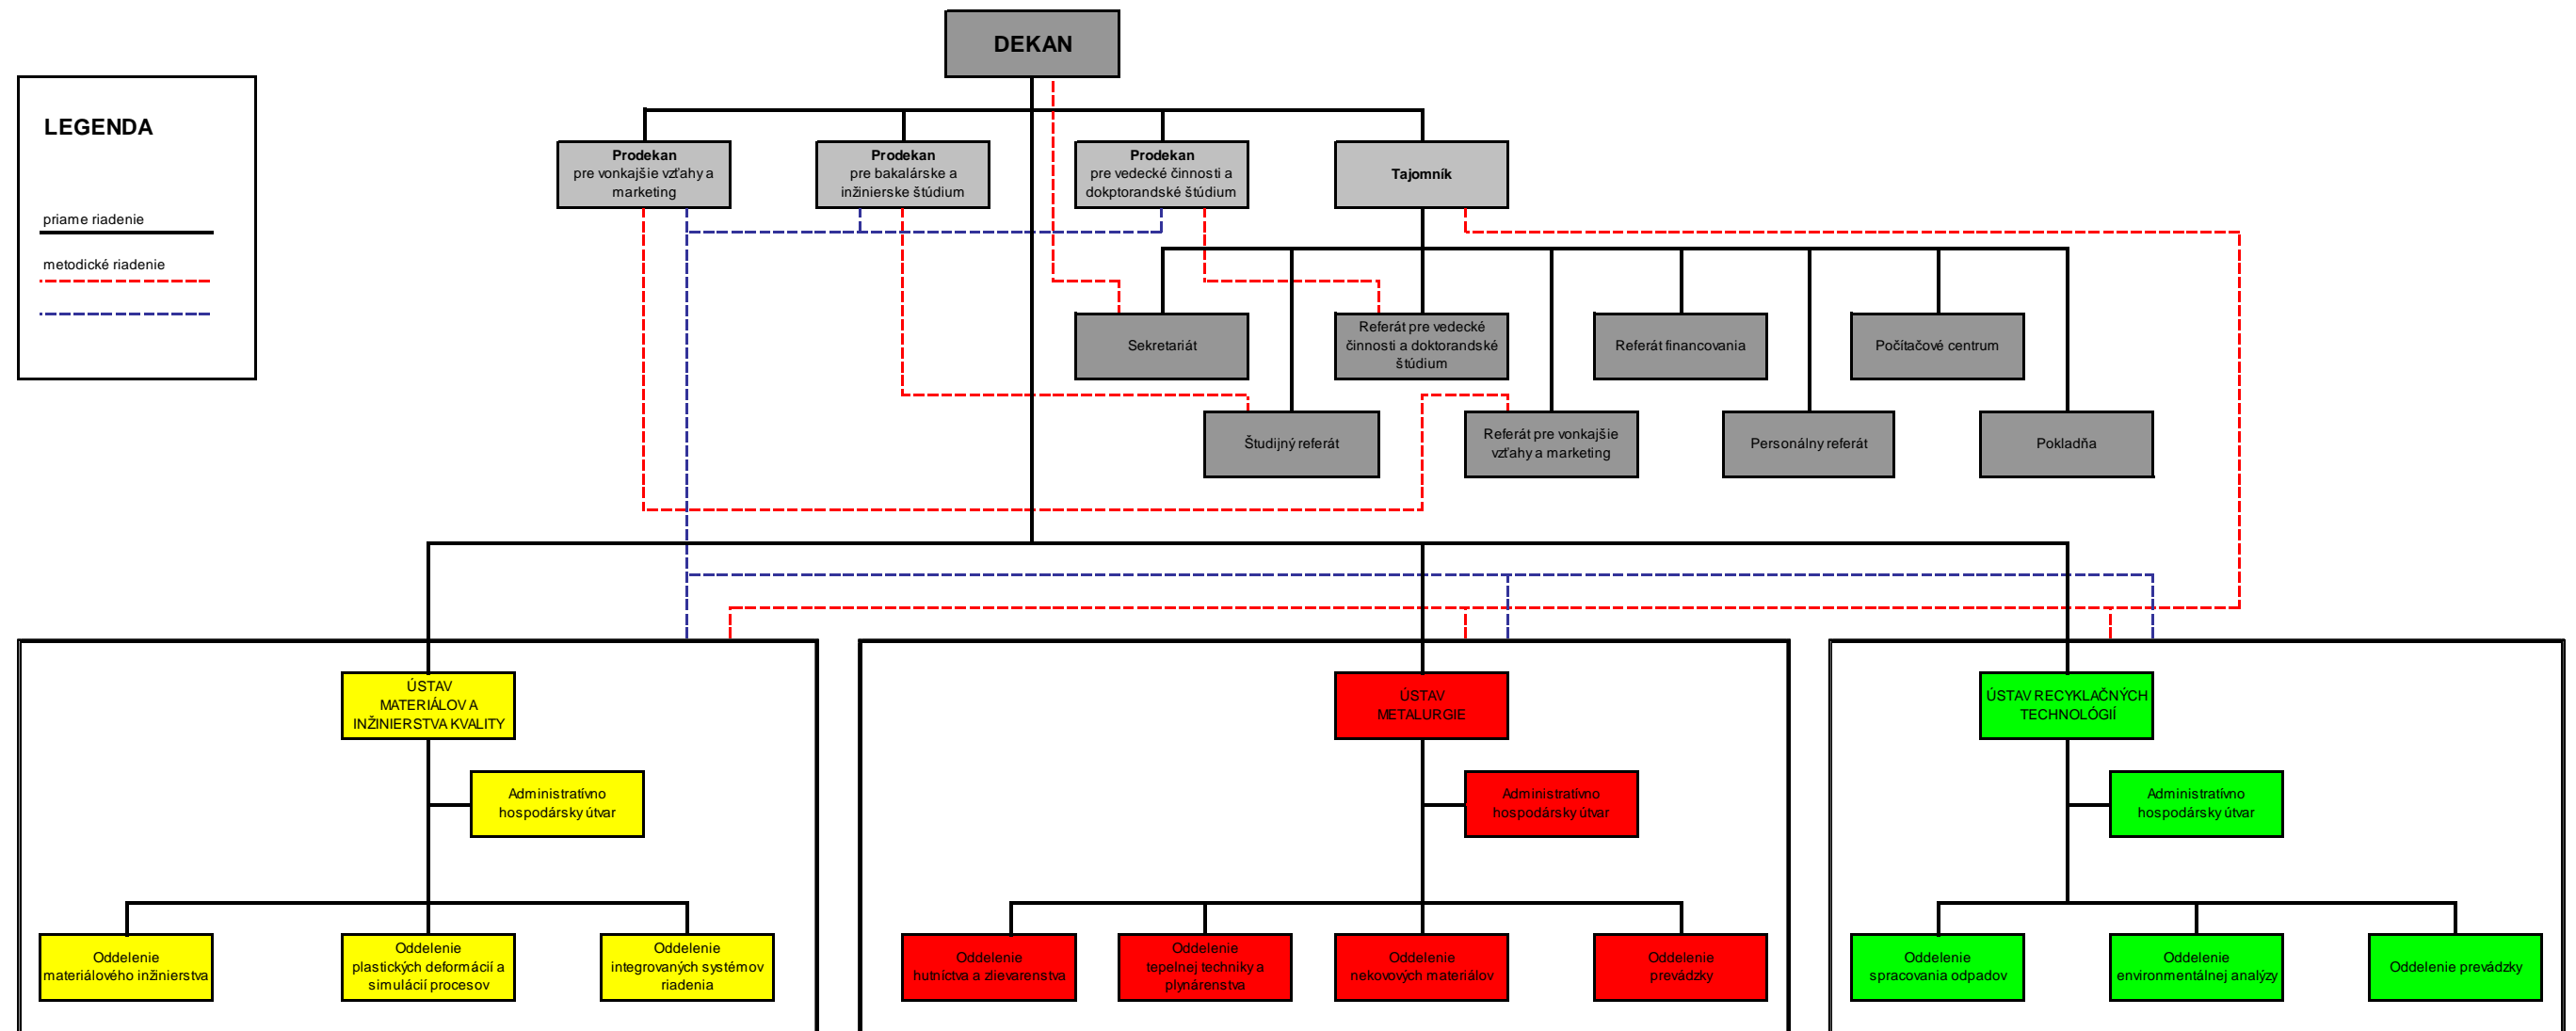 DEKAN
LEGENDA
priame riadenie
metodické riadenie
Prodekan
pre vonkajšie vzťahy a
marketing
Prodekan
pre bakalárske a
inžinierske štúdium
Prodekan
pre vedecké činnosti a
dokptorandské štúdium
Tajomník
Sekretariát
Referát pre vedecké
činnosti a doktorandské
štúdium
Referát financovania
Počítačové centrum
Študijný referát
Referát pre vonkajšie
vzťahy a marketing
Personálny referát
Pokladňa
ÚSTAV
MATERIÁLOV A
INŽINIERSTVA KVALITY
Administratívno
hospodársky útvar
Oddelenie
materiálového inžinierstva
Oddelenie
plastických deformácií a
simulácií procesov
Oddelenie
integrovaných systémov
riadenia
ÚSTAV
METALURGIE
Administratívno
hospodársky útvar
Oddelenie
hutníctva a zlievarenstva
Oddelenie
tepelnej techniky a
plynárenstva
Oddelenie
nekovových materiálov
Oddelenie
prevádzky
ÚSTAV RECYKLAČNÝCH
TECHNOLÓGIÍ
Administratívno
hospodársky útvar
Oddelenie
spracovania odpadov
Oddelenie
environmentálnej analýzy
Oddelenie prevádzky